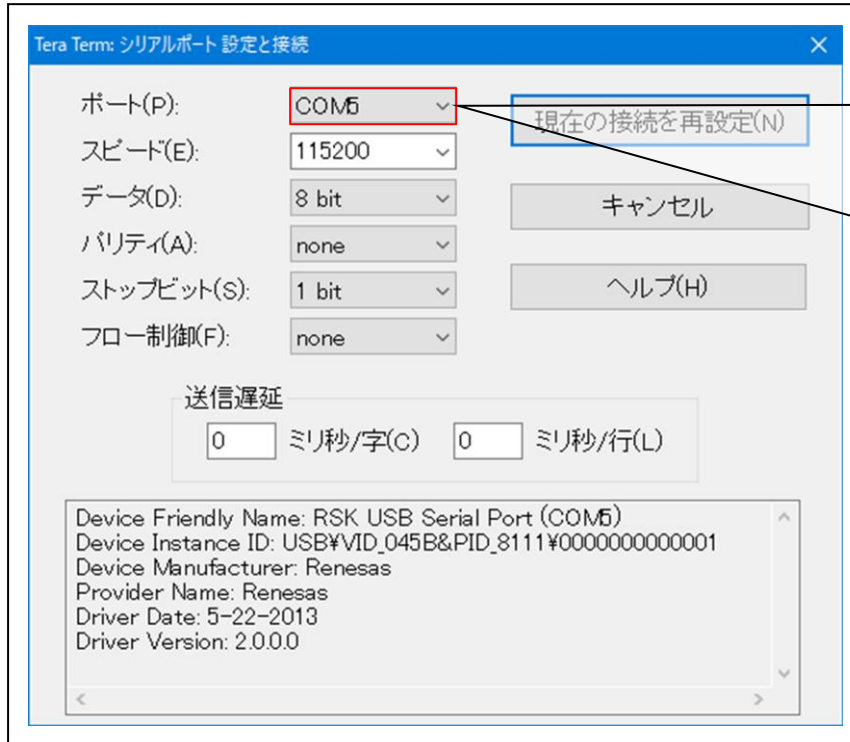 Tera Term: シリアルポート 設定と接続
ポート(P): COM5
現在の接続を再設定(N)
スピード(E): 115200
データ(D): 8 bit
キャンセル
パリティ(A): none
ストップビット(S): 1 bit
ヘルプ(H)
フロー制御(F): none
送信遅延
0 ミリ秒/字(C) 0 ミリ秒/行(L)
Device Friendly Name: RSK USB Serial Port (COM5)
Device Instance ID: USB¥VID_045B&PID_8111¥0000000000001
Device Manufacturer: Renesas
Provider Name: Renesas
Driver Date: 5-22-2013
Driver Version: 2.0.0.0